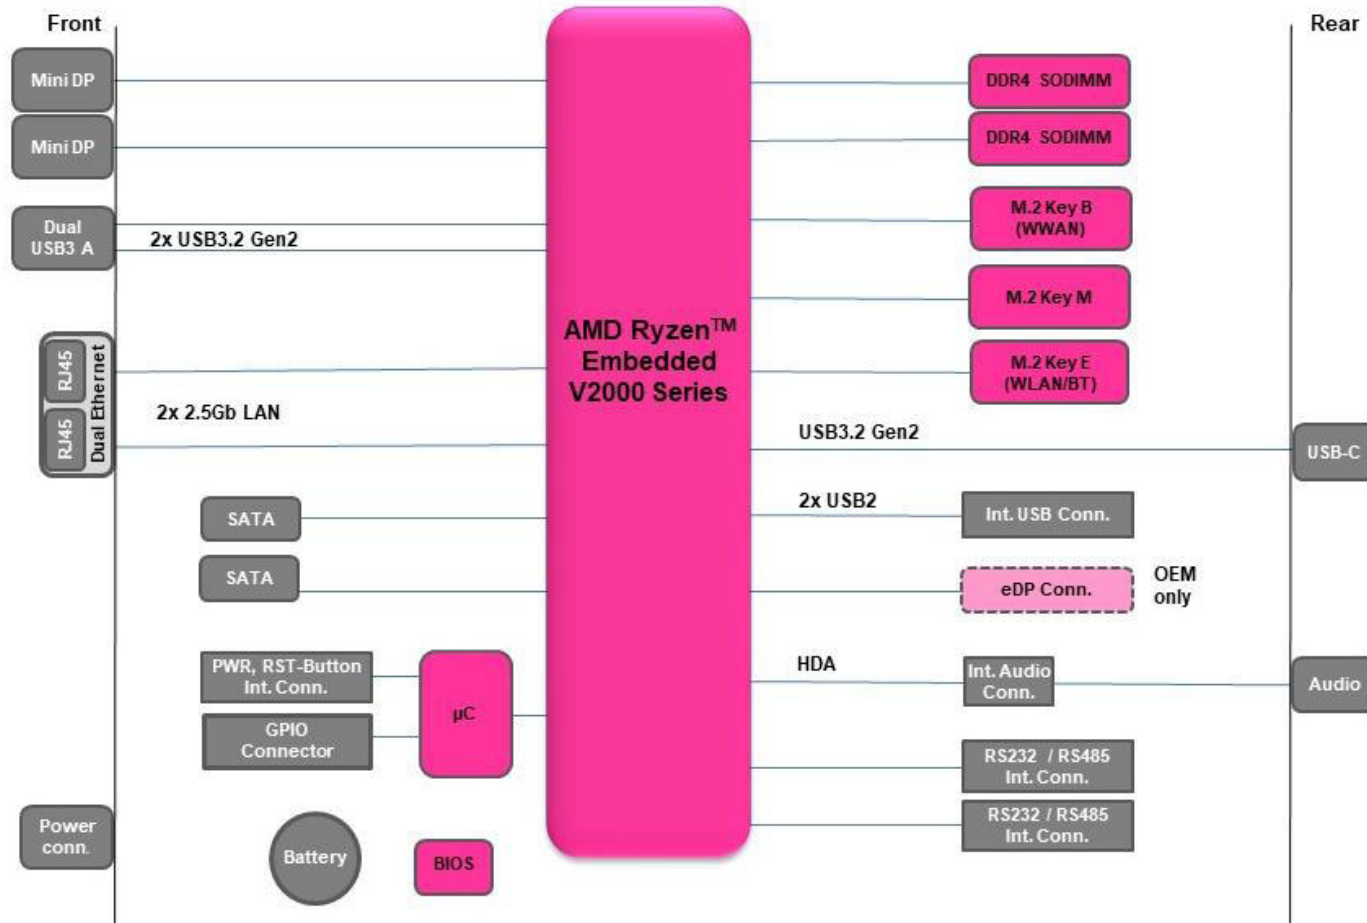 Front
Rear
Mini DP
Mini DP
Dual
USB3 A
2x USB3.2 Gen2
RJ45
RJ45
Dual Ethernet
2x 2.5Gb LAN
SATA
SATA
PWR, RST-Button
Int. Conn.
GPIO
Connector
µC
Power
conn.
Battery
BIOS
AMD Ryzen™
Embedded
V2000 Series
DDR4 SODIMM
DDR4 SODIMM
M.2 Key B
(WWAN)
M.2 Key M
M.2 Key E
(WLAN/BT)
USB3.2 Gen2
USB-C
2x USB2
Int. USB Conn.
eDP Conn.
OEM
only
HDA
Int. Audio
Conn.
Audio
RS232 / RS485
Int. Conn.
RS232 / RS485
Int. Conn.